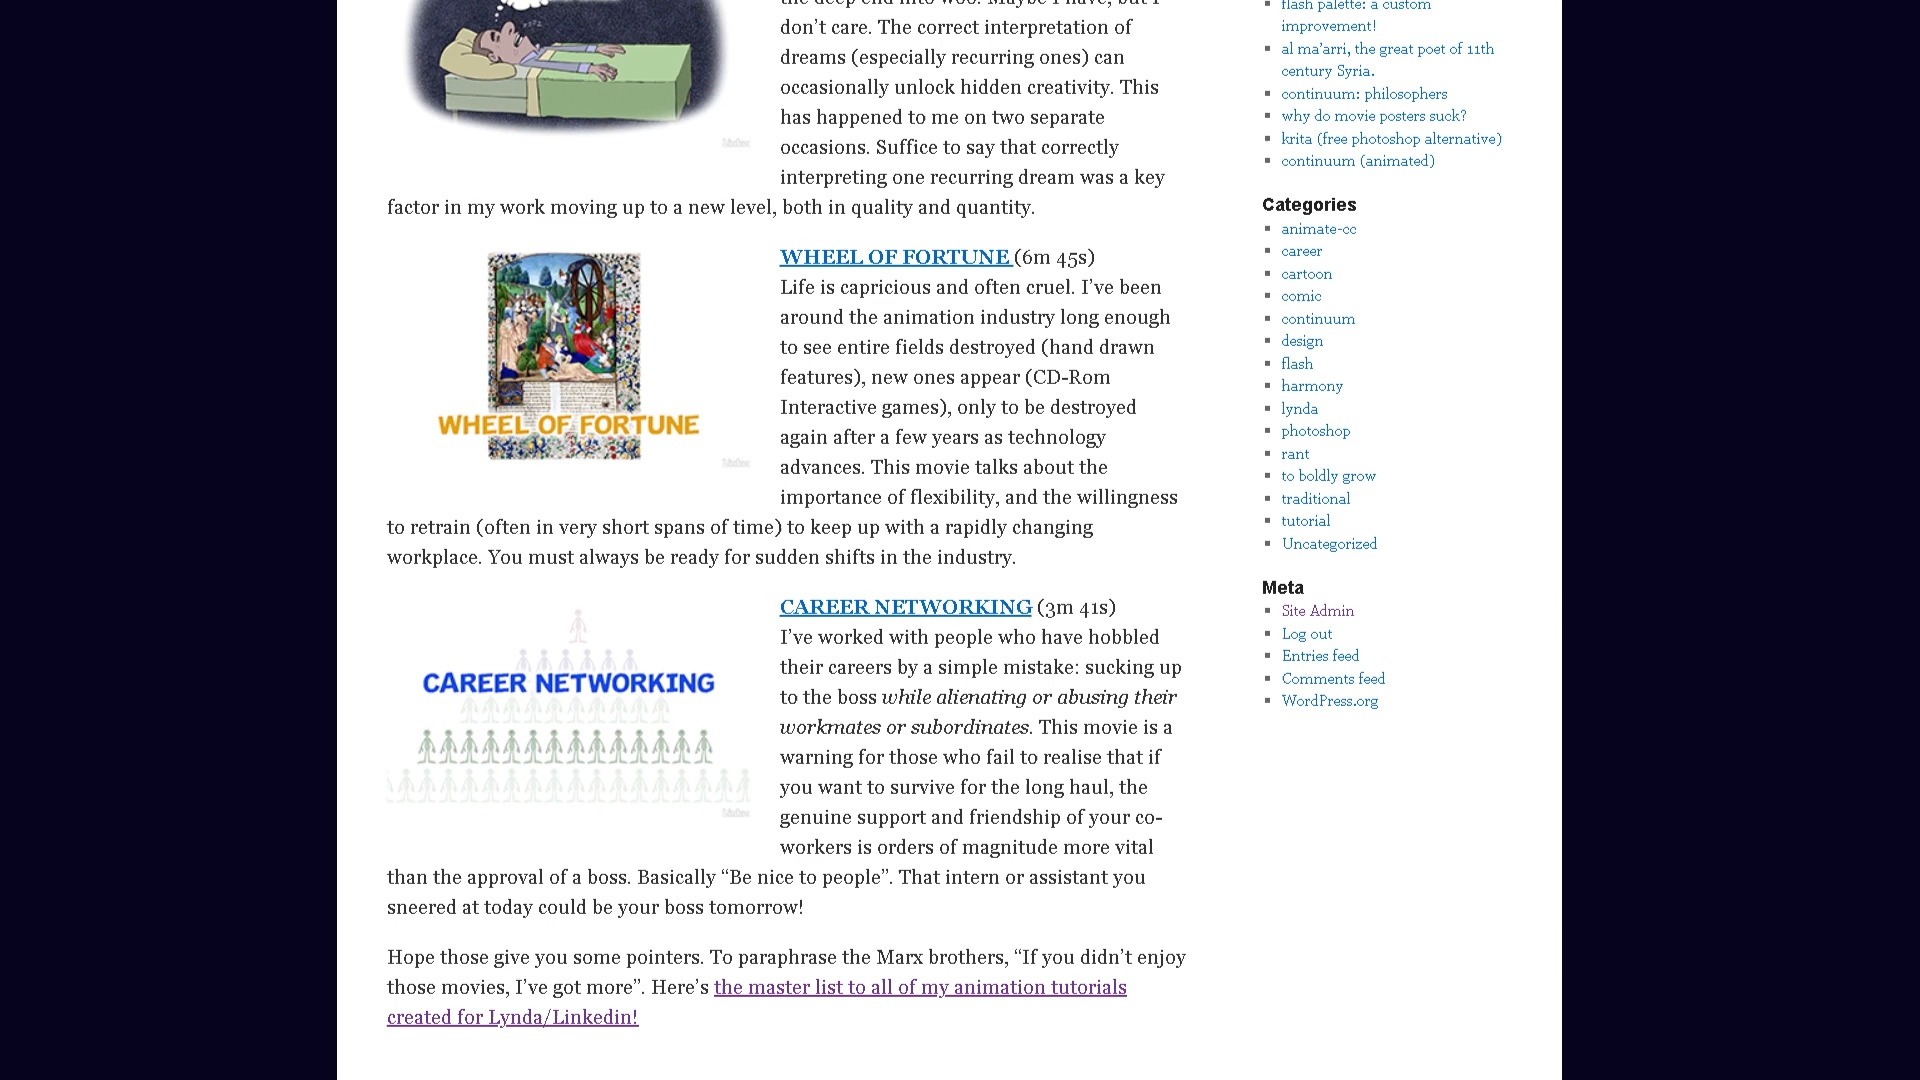 the deep end into woo. Maybe I have, but I
don’t care. The correct interpretation of
dreams (especially recurring ones) can
occasionally unlock hidden creativity. This
has happened to me on two separate
occasions. Suffice to say that correctly
interpreting one recurring dream was a key
factor in my work moving up to a new level, both in quality and quantity.
WHEEL OF FORTUNE
WHEEL OF FORTUNE (6m 45s)
Life is capricious and often cruel. I’ve been
around the animation industry long enough
to see entire fields destroyed (hand drawn
features), new ones appear (CD-Rom
Interactive games), only to be destroyed
again after a few years as technology
advances. This movie talks about the
importance of flexibility, and the willingness
to retrain (often in very short spans of time) to keep up with a rapidly changing
workplace. You must always be ready for sudden shifts in the industry.
CAREER NETWORKING
CAREER NETWORKING (3m 41s)
I’ve worked with people who have hobbled
their careers by a simple mistake: sucking up
to the boss while alienating or abusing their
workmates or subordinates. This movie is a
warning for those who fail to realise that if
you want to survive for the long haul, the
genuine support and friendship of your co-
workers is orders of magnitude more vital
than the approval of a boss. Basically “Be nice to people”. That intern or assistant you
sneered at today could be your boss tomorrow!
Hope those give you some pointers. To paraphrase the Marx brothers, “If you didn’t enjoy
those movies, I’ve got more”. Here’s the master list to all of my animation tutorials
created for Lynda/Linkedin!
flash palette: a custom
improvement!
al ma’arri, the great poet of 11th
century Syria.
continuum: philosophers
why do movie posters suck?
krita (free photoshop alternative)
continuum (animated)
Categories
animate-cc
career
cartoon
comic
continuum
design
flash
harmony
lynda
photoshop
rant
to boldly grow
traditional
tutorial
Uncategorized
Meta
Site Admin
Log out
Entries feed
Comments feed
WordPress.org